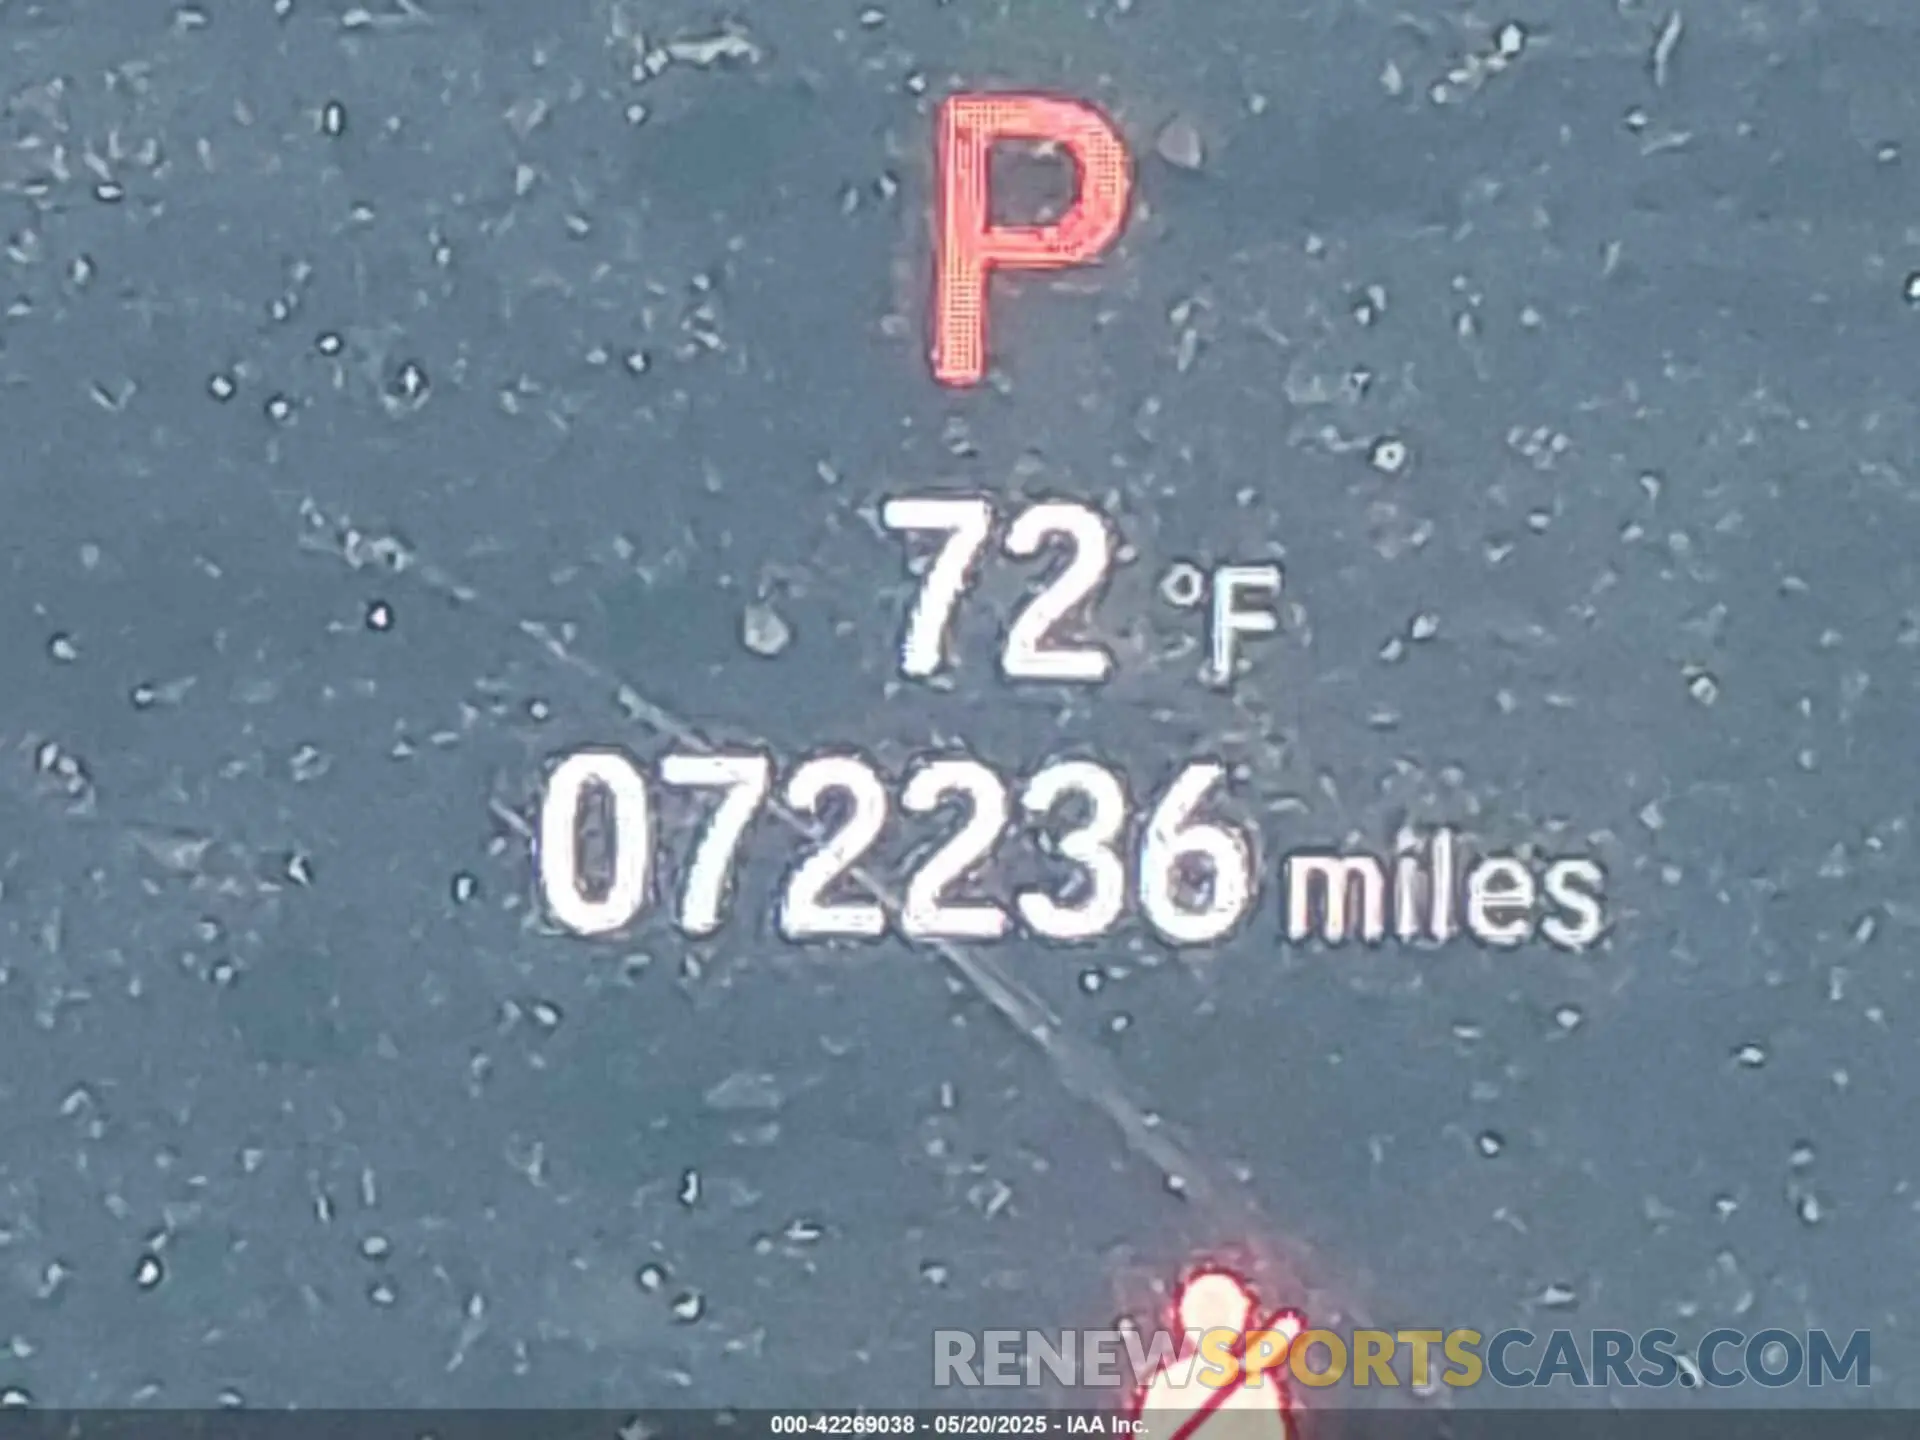 P
72 °F
072236 miles
RENEWSPORTSCARS.COM
000-42269038 - 05/20/2025 - IAA Inc.